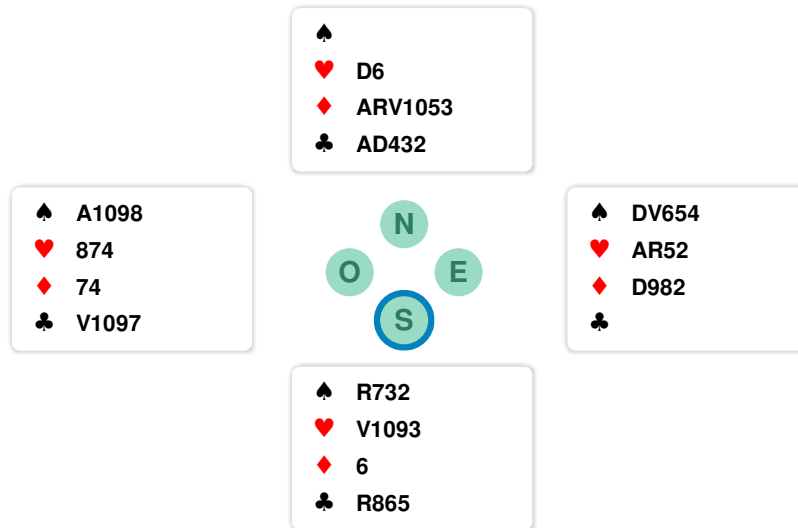 ♠
♥ D6
♦ ARV1053
♣ AD432
♠ A1098
♥ 874
♦ 74
♣ V1097
N
O E
S
♠ DV654
♥ AR52
♦ D982
♣
♠ R732
♥ V1093
♦ 6
♣ R865